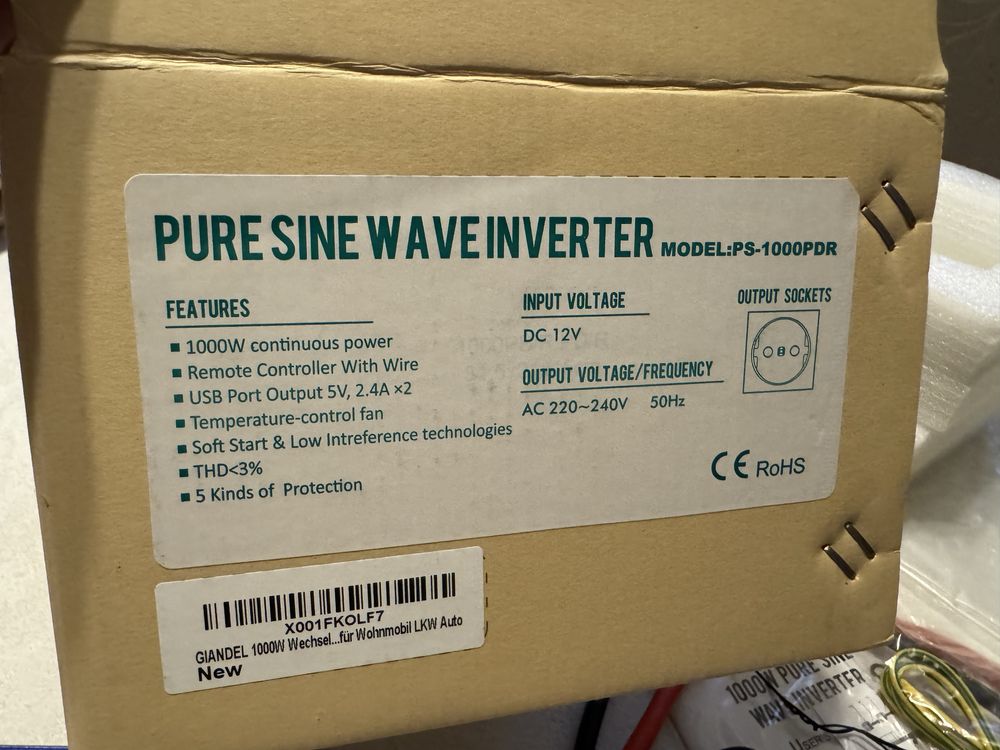 PURE SINE WAVE INVERTER MODEL:PS-1000PDR
FEATURES
1000W continuous power
Remote Controller With Wire
USB Port Output 5V, 2.4A ×2
Temperature-control fan
Soft Start & Low Intreference technologies
THD<3%
5 Kinds of Protection
INPUT VOLTAGE
DC 12V
OUTPUT VOLTAGE/FREQUENCY
AC 220~240V 50Hz
OUTPUT SOCKETS
CE RoHS
X001FKOLF7
GIANDEL 1000W Wechsel...für Wohnmobil LKW Auto
New
1000W PURE SINE
WAVE INVERTER